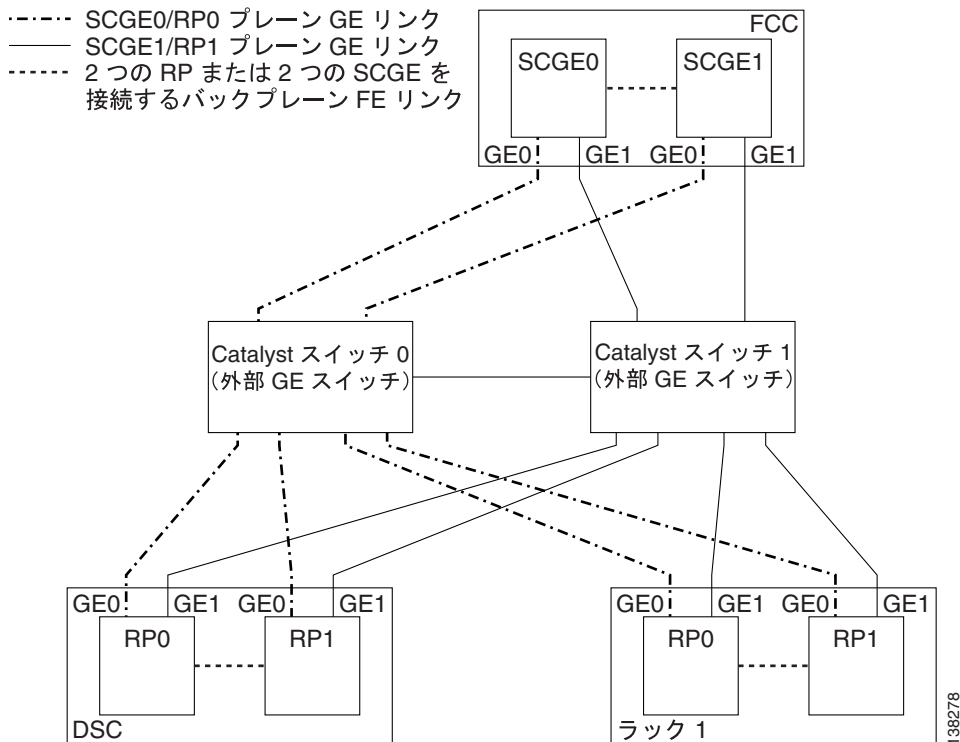 SCGE0/RP0 プレーン GE リンク
SCGE1/RP1 プレーン GE リンク
2 つの RP または 2 つの SCGE を
接続するバックプレーン FE リンク
FCC
SCGE0
SCGE1
GE0 GE1 GE0 GE1
Catalyst スイッチ 0
（外部 GE スイッチ）
Catalyst スイッチ 1
（外部 GE スイッチ）
GE0 GE1 GE0 GE1
RP0
RP1
DSC
GE0 GE1 GE0 GE1
RP0
RP1
ラック 1
138278